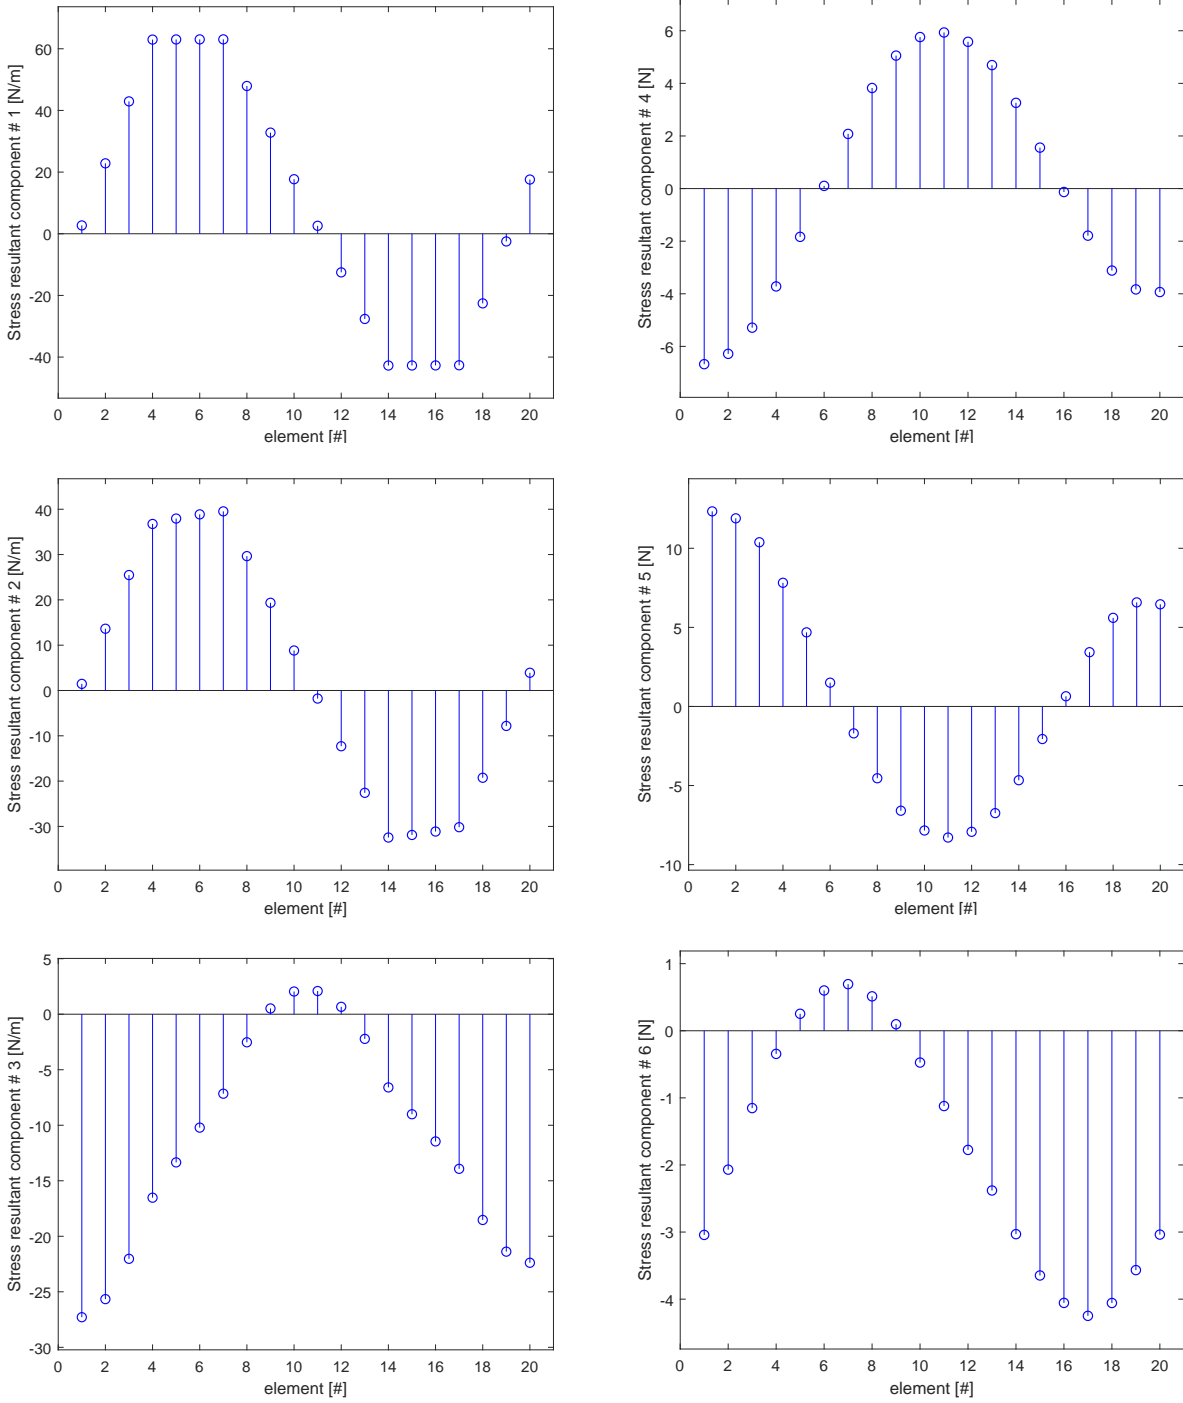 Stress resultant component # 1 [N/m]
60
40
20
0
-20
-40
0 2 4 6 8 10 12 14 16 18 20
element [#]
Stress resultant component # 4 [N]
6
4
2
0
-2
-4
-6
0 2 4 6 8 10 12 14 16 18 20
element [#]
Stress resultant component # 2 [N/m]
40
30
20
10
0
-10
-20
-30
0 2 4 6 8 10 12 14 16 18 20
element [#]
Stress resultant component # 5 [N]
10
5
0
-5
-10
0 2 4 6 8 10 12 14 16 18 20
element [#]
Stress resultant component # 3 [N/m]
5
0
-5
-10
-15
-20
-25
-30
0 2 4 6 8 10 12 14 16 18 20
element [#]
Stress resultant component # 6 [N]
1
0
-1
-2
-3
-4
0 2 4 6 8 10 12 14 16 18 20
element [#]